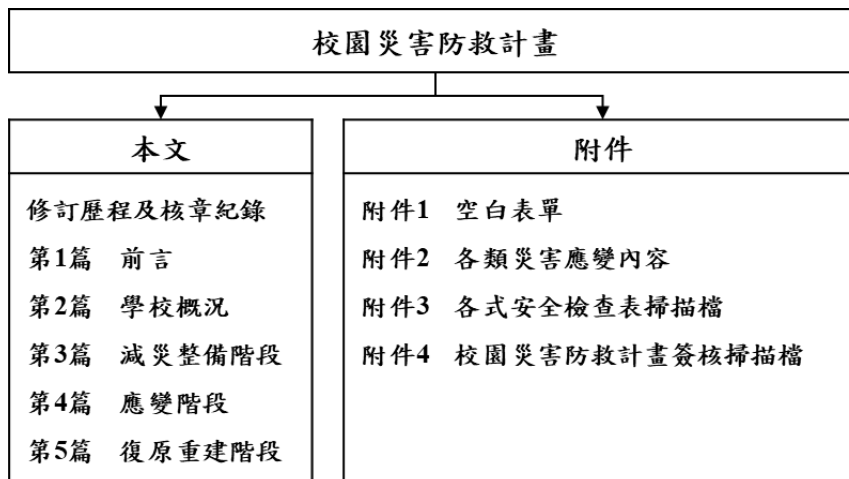 校園災害防救計畫
本文
修訂歷程及核章紀錄
第1篇 前言
第2篇 學校概況
第3篇 減災整備階段
第4篇 應變階段
第5篇 復原重建階段
附件
附件1 空白表單
附件2 各類災害應變內容
附件3 各式安全檢查表掃描檔
附件4 校園災害防救計畫簽核掃描檔